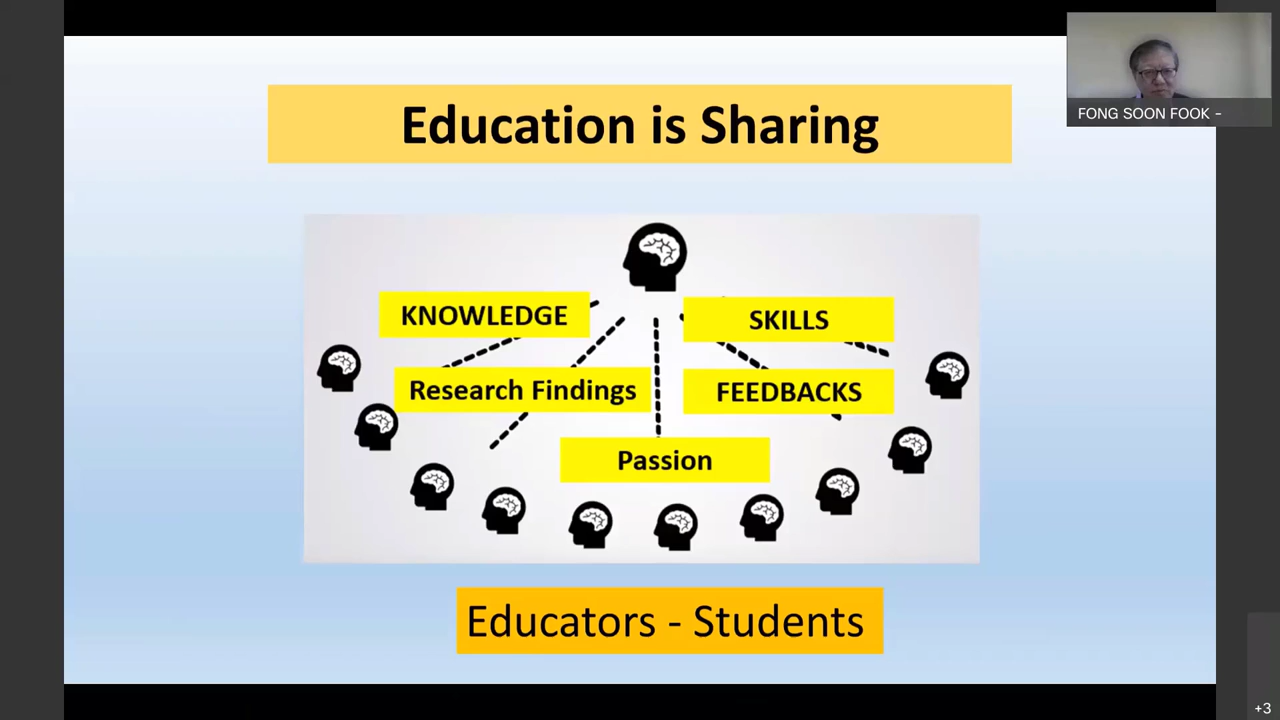 Education is Sharing
FONG SOON FOOK -
KNOWLEDGE
SKILLS
Research Findings
FEEDBACKS
Passion
Educators - Students
+3